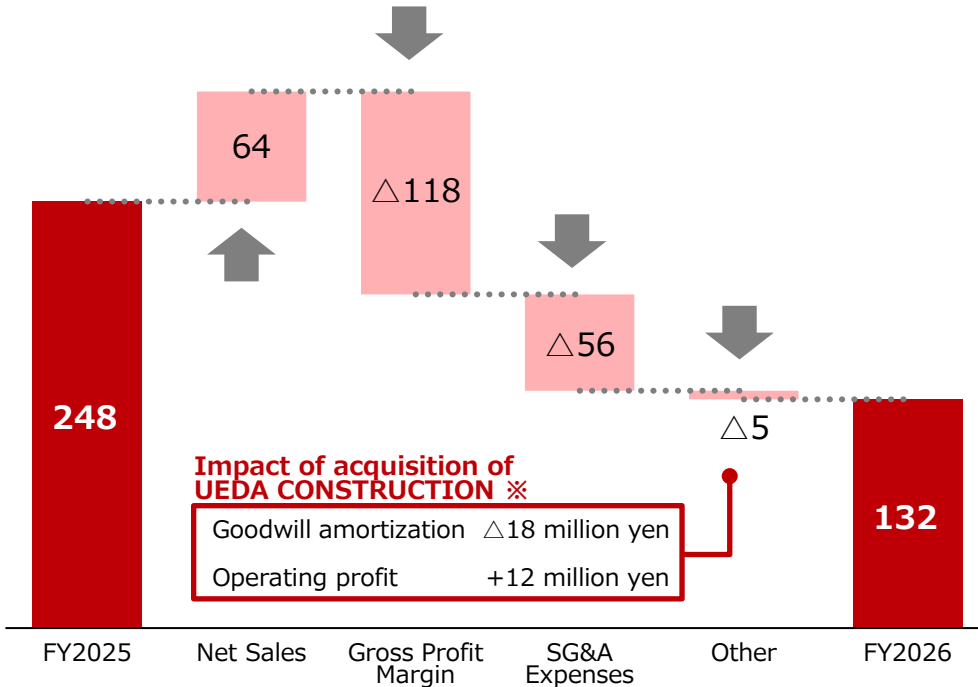 64
△118
△56
△5
248
132
Impact of acquisition of
UEDA CONSTRUCTION ※
Goodwill amortization △18 million yen
Operating profit +12 million yen
FY2025
Net Sales
Gross Profit
Margin
SG&A
Expenses
Other
FY2026